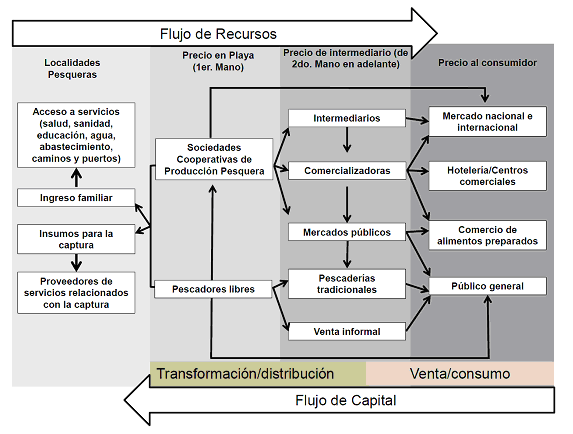 Flujo de Recursos
Localidades
Pesqueras
Precio en Playa
(1er. Mano)
Precio de intermediario (de
2do. Mano en adelante)
Precio al consumidor
Acceso a servicios
(salud, sanidad,
educación, agua,
abastecimiento,
caminos y puertos)
Ingreso familiar
Insumos para la
captura
Proveedores de
servicios relacionados
con la captura
Sociedades
Cooperativas de
Producción Pesquera
Pescadores libres
Intermediarios
Comercializadoras
Mercados públicos
Pescaderías
tradicionales
Venta informal
Mercado nacional e
internacional
Hotelería/Centros
comerciales
Comercio de
alimentos preparados
Público general
Transformación/distribución
Venta/consumo
Flujo de Capital